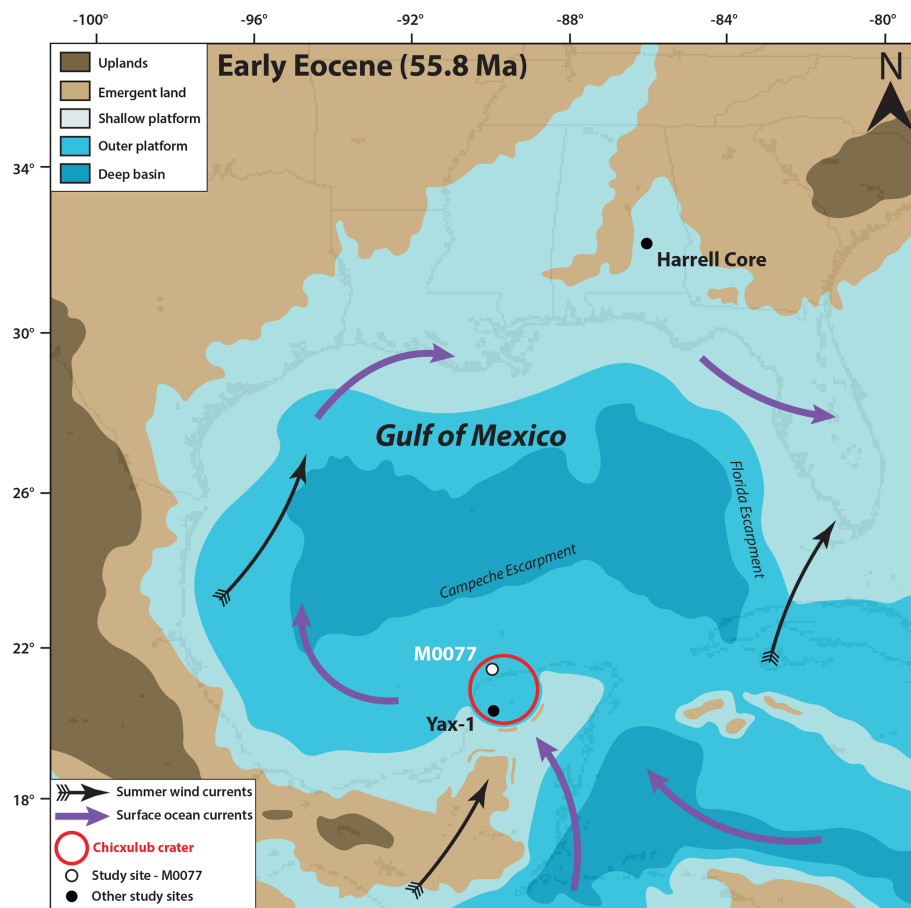 -100°
-96°
-92°
-88°
-84°
-80°
Early Eocene (55.8 Ma)
N
Uplands
Emergent land
Shallow platform
Outer platform
Deep basin
34°
30°
26°
22°
18°
Harrell Core
Gulf of Mexico
Florida Escarpment
Campeche Escarpment
M0077
Yax-1
Summer wind currents
Surface ocean currents
Chicxulub crater
Study site - M0077
Other study sites